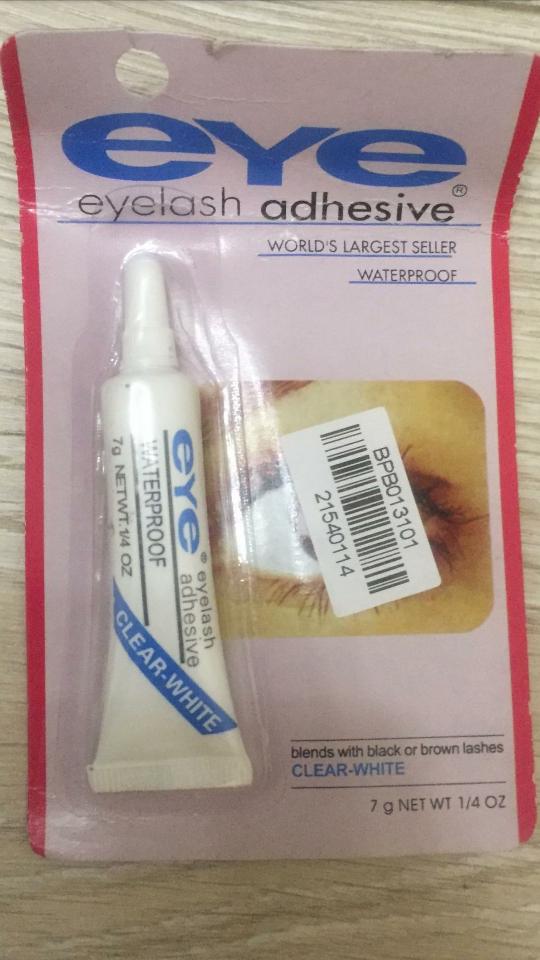 eye
eyelash adhesive®
WORLD'S LARGEST SELLER
WATERPROOF
eye® eyelash
adhesive
WATERPROOF
7g NETWT.1/4 OZ
CLEAR-WHITE
BPB013101
21540114
blends with black or brown lashes
CLEAR-WHITE
7 g NET WT 1/4 OZ